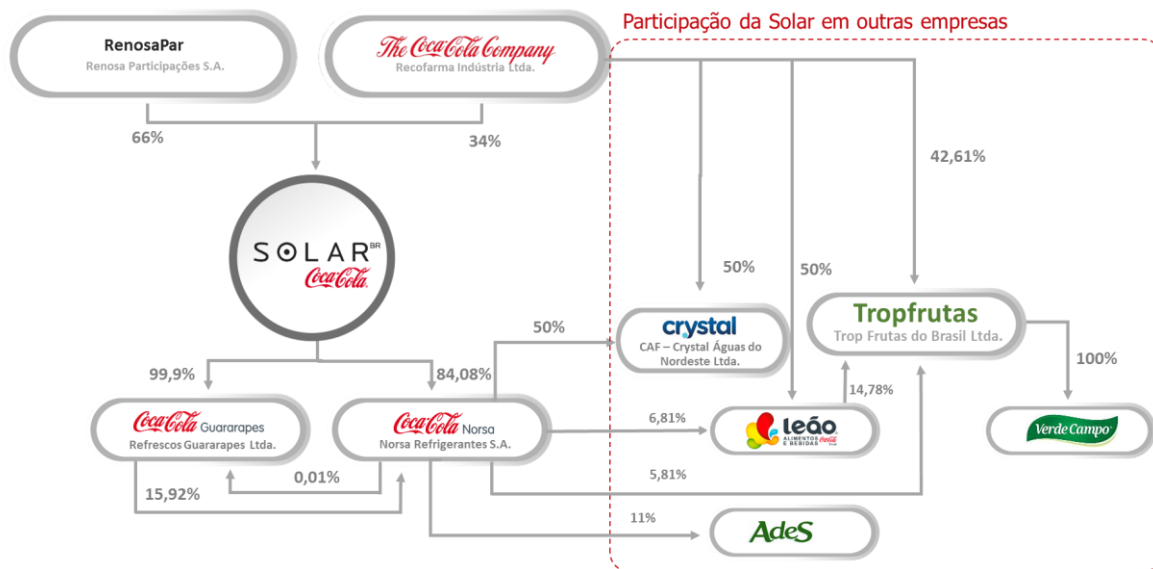 Participação da Solar em outras empresas
RenosaPar
Renosa Participações S.A.
The Coca-Cola Company
Recofarma Indústria Ltda.
66%
34%
42,61%
SOLAR BR
Coca-Cola
50%
50%
50%
crystal
CAF – Crystal Águas do
Nordeste Ltda.
Tropfrutas
Trop Frutas do Brasil Ltda.
100%
99,9%
84,08%
14,78%
Coca-Cola Guararapes
Refrescos Guararapes Ltda.
Coca-Cola Norsa
Norsa Refrigerantes S.A.
6,81%
Leão
ALIMENTOS
E BEBIDAS
Verde Campo
0,01%
15,92%
5,81%
11%
AdeS